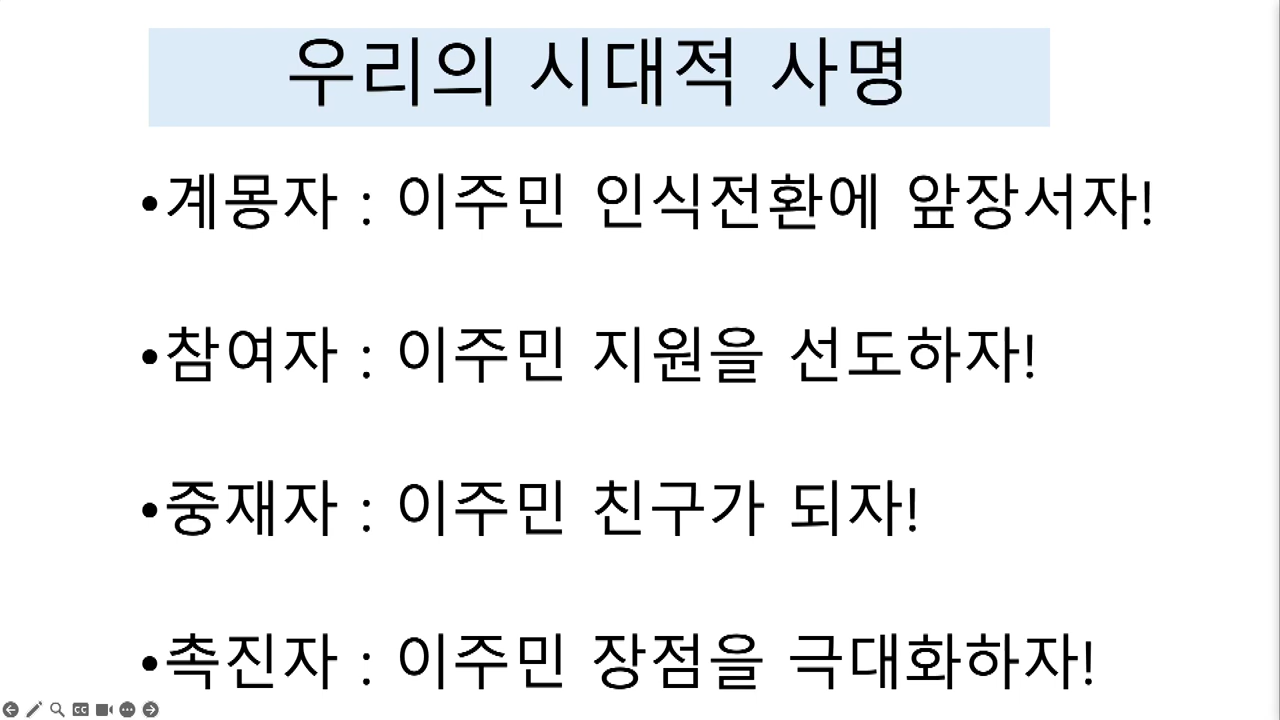 우리의 시대적 사명
•계몽자 : 이주민 인식전환에 앞장서자!
•참여자 : 이주민 지원을 선도하자!
•중재자 : 이주민 친구가 되자!
•촉진자 : 이주민 장점을 극대화하자!
CC